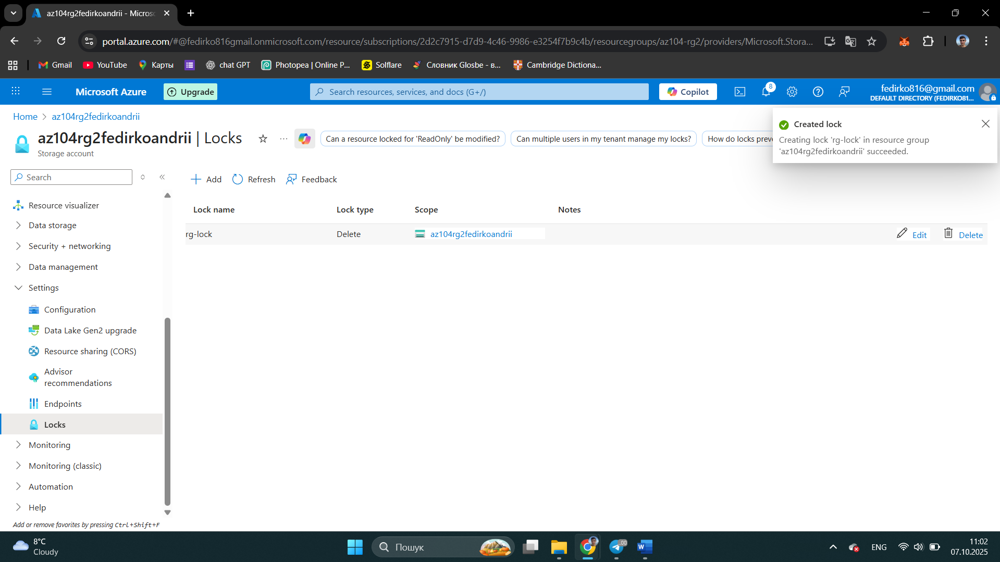 az104rg2fedirkoandrii - Micros
portal.azure.com/#@fedirko816gmail.onmicrosoft.com/resource/subscriptions/2d2c7915-d7d9-4c46-9986-e3254f7b9c4b/resourcegroups/az104-rg2/providers/Microsoft.Stora...
Gmail
YouTube
Карты
chat GPT
Photopea | Online P...
Solflare
Словник Glosbe - в...
Cambridge Dictiona...
Microsoft Azure
Upgrade
Search resources, services, and docs (G+/)
Copilot
8
fedirko816@gmail.com
DEFAULT DIRECTORY (FEDIRKO81...
Home > az104rg2fedirkoandrii
az104rg2fedirkoandrii | Locks
Storage account
Can a resource locked for 'ReadOnly' be modified?
Can multiple users in my tenant manage my locks?
How do locks prev
Created lock
Creating lock 'rg-lock' in resource group
'az104rg2fedirkoandrii' succeeded.
Search
Add
Refresh
Feedback
Resource visualizer
Data storage
Security + networking
Data management
Settings
Configuration
Data Lake Gen2 upgrade
Resource sharing (CORS)
Advisor
recommendations
Endpoints
Locks
Monitoring
Monitoring (classic)
Automation
Help
Add or remove favorites by pressing Ctrl+Shift+F
Lock name
Lock type
Scope
Notes
rg-lock
Delete
az104rg2fedirkoandrii
Edit
Delete
8°C
Cloudy
Пошук
.00
W
ENG
11:02
07.10.2025